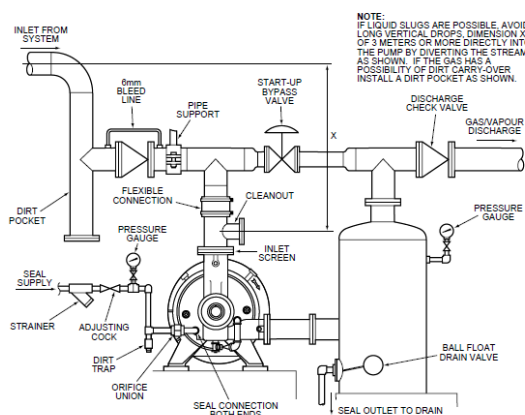 NOTE:
IF LIQUID SLUGS ARE POSSIBLE, AVOID
LONG VERTICAL DROPS, DIMENSION X
OF 3 METERS OR MORE DIRECTLY INTO
THE PUMP BY DIVERTING THE STREAM
AS SHOWN. IF THE GAS HAS A
POSSIBILITY OF DIRT CARRY-OVER
INSTALL A DIRT POCKET AS SHOWN.
INLET FROM
SYSTEM
6mm
BLEED
LINE
PIPE
SUPPORT
START-UP
BYPASS
VALVE
X
DISCHARGE
CHECK VALVE
GAS/VAPOUR
DISCHARGE
FLEXIBLE
CONNECTION
CLEANOUT
DIRT
POCKET
PRESSURE
GAUGE
PRESSURE
GAUGE
INLET
SCREEN
SEAL
SUPPLY
STRAINER
ADJUSTING
COCK
DIRT
TRAP
ORIFICE
UNION
SEAL CONNECTION
BOTH ENDS
BALL FLOAT
DRAIN VALVE
SEAL OUTLET TO DRAIN